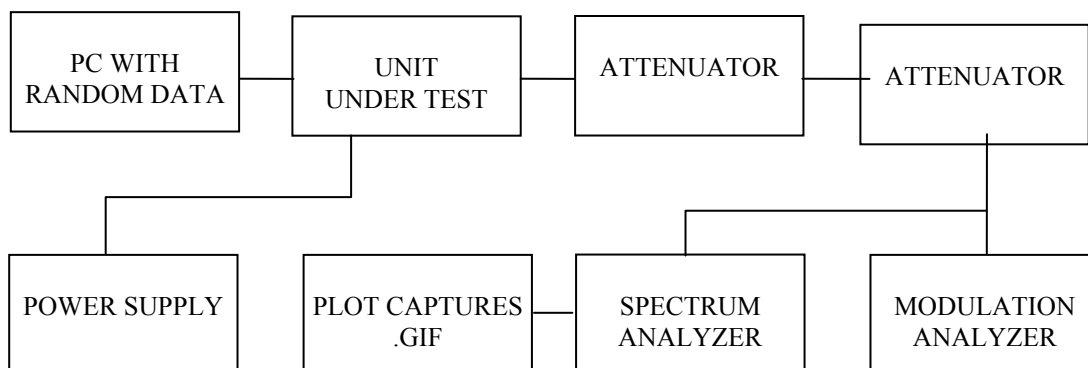 PC WITH
RANDOM DATA
UNIT
UNDER TEST
ATTENUATOR
ATTENUATOR
POWER SUPPLY
PLOT CAPTURES
.GIF
SPECTRUM
ANALYZER
MODULATION
ANALYZER